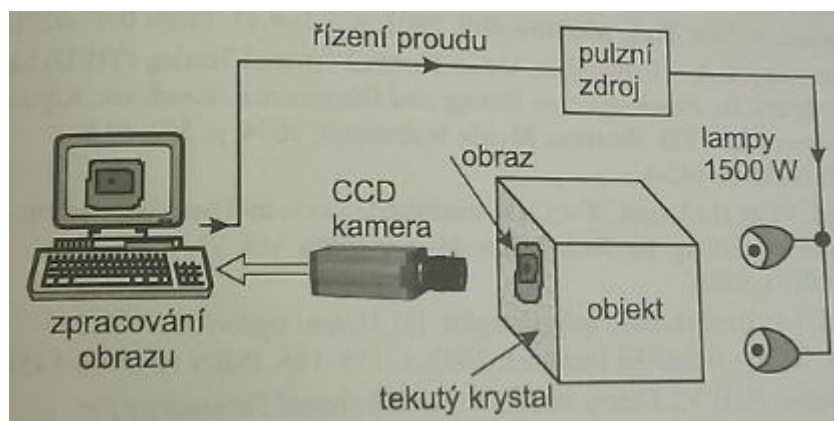 řízení proudu
pulzní
zdroj
lampy
1500 W
obraz
CCD
kamera
objekt
zpracování
obrazu
tekutý krystal